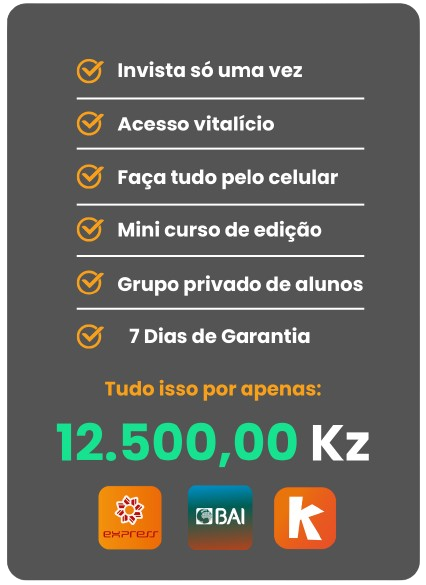 Invista só uma vez
Acesso vitalício
Faça tudo pelo celular
Mini curso de edição
Grupo privado de alunos
7 Dias de Garantia
Tudo isso por apenas:
12.500,00 Kz
express
BAI
K